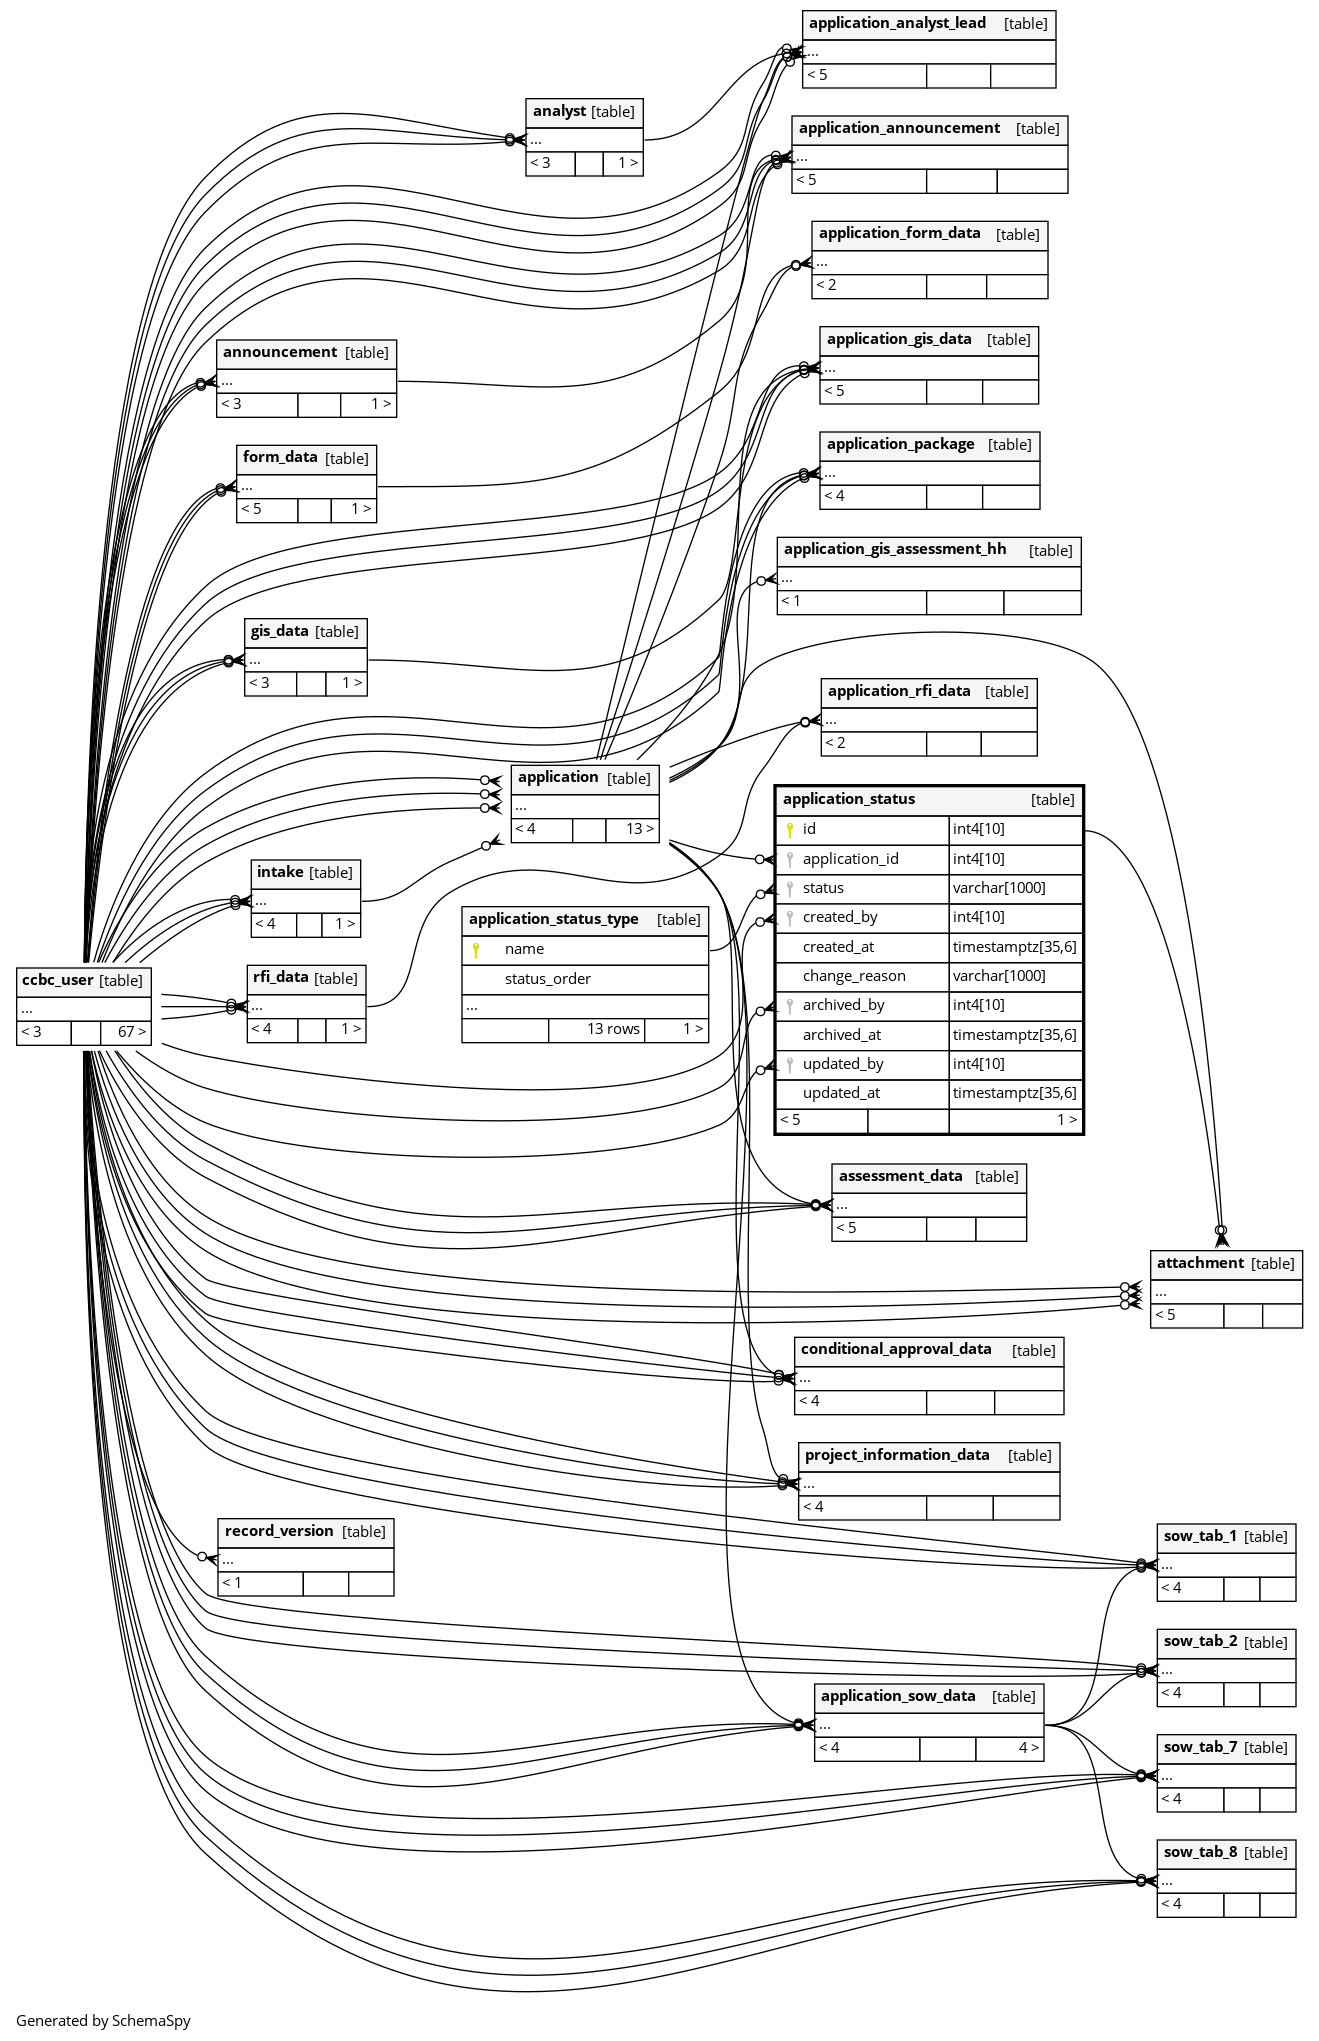 application_analyst_lead [table]
...
< 5
analyst [table]
...
< 3 1 >
application_announcement [table]
...
< 5
application_form_data [table]
...
< 2
application_gis_data [table]
...
< 5
announcement [table]
...
< 3 1 >
application_package [table]
...
< 4
form_data [table]
...
< 5 1 >
application_gis_assessment_hh [table]
...
< 1
gis_data [table]
...
< 3 1 >
application_rfi_data [table]
...
< 2
application [table]
...
< 4 13 >
application_status [table]
id int4[10]
application_id int4[10]
status varchar[1000]
created_by int4[10]
created_at timestamptz[35,6]
change_reason varchar[1000]
archived_by int4[10]
archived_at timestamptz[35,6]
updated_by int4[10]
updated_at timestamptz[35,6]
< 5 1 >
intake [table]
...
< 4 1 >
application_status_type [table]
name
status_order
...
13 rows 1 >
ccbc_user [table]
...
< 3 67 >
rfi_data [table]
...
< 4 1 >
assessment_data [table]
...
< 5
attachment [table]
...
< 5
conditional_approval_data [table]
...
< 4
project_information_data [table]
...
< 4
record_version [table]
...
< 1
sow_tab_1 [table]
...
< 4
sow_tab_2 [table]
...
< 4
application_sow_data [table]
...
< 4 4 >
sow_tab_7 [table]
...
< 4
sow_tab_8 [table]
...
< 4
Generated by SchemaSpy